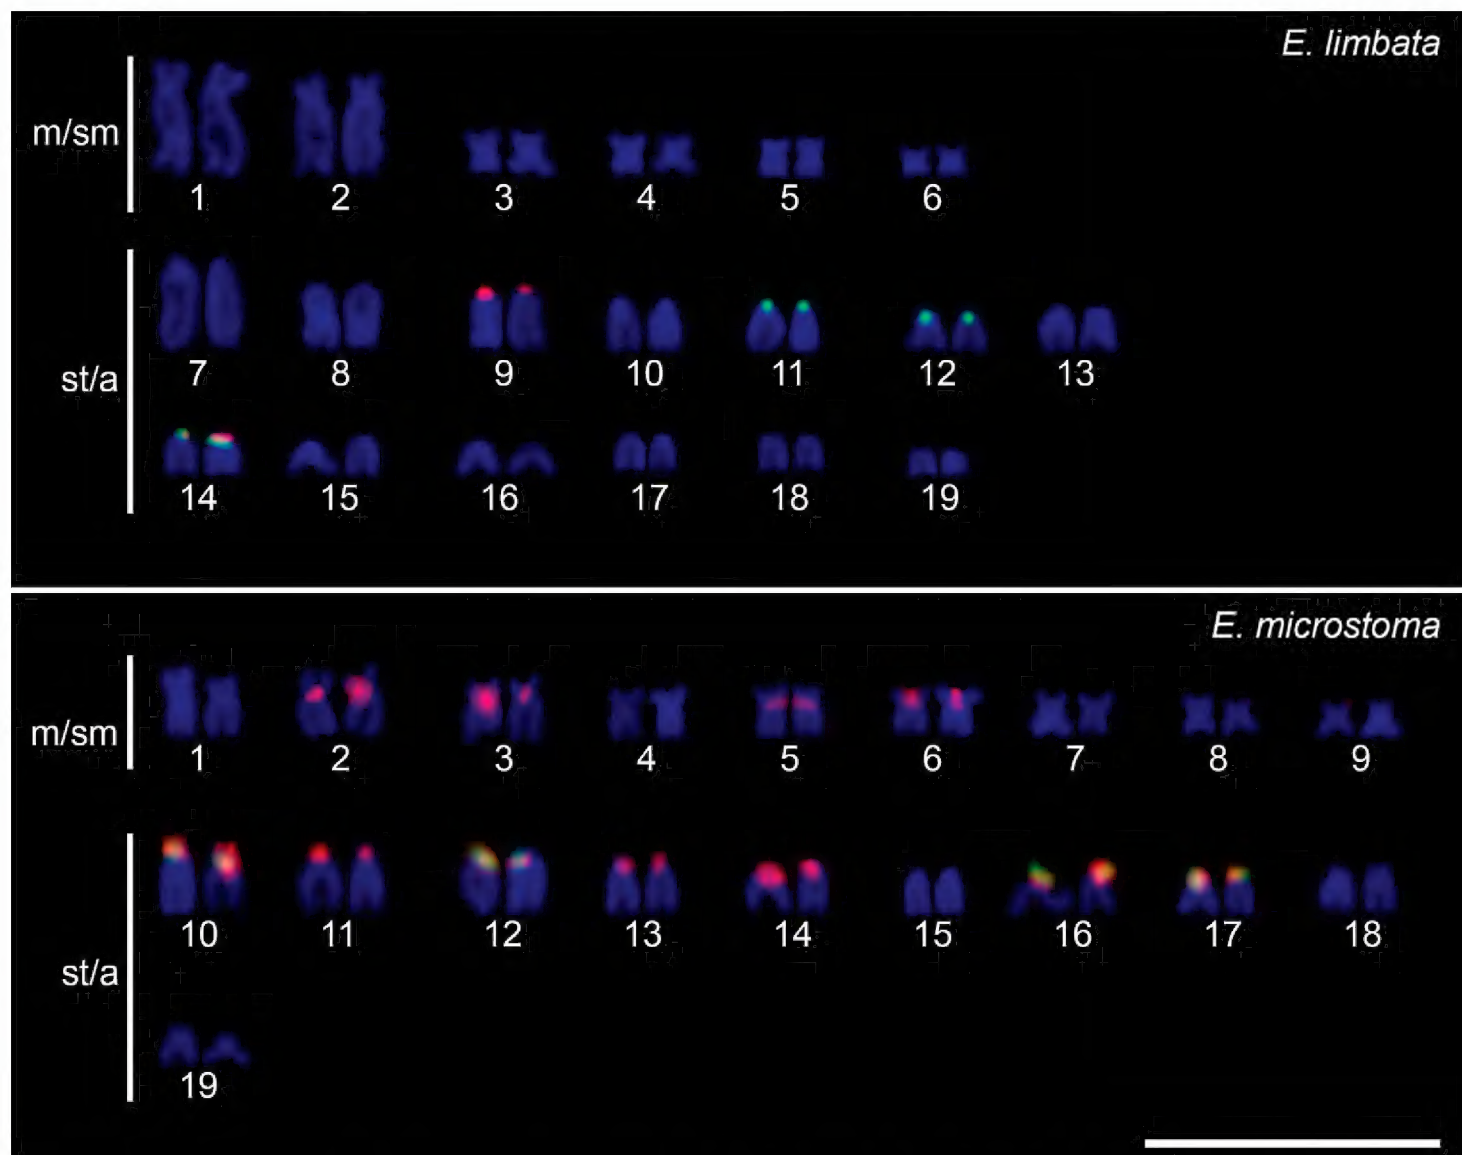 E. limbata
m/sm
1 2 3 4 5 6
st/a
7 8 9 10 11 12 13
14 15 16 17 18 19
E. microstoma
m/sm
1 2 3 4 5 6 7 8 9
st/a
10 11 12 13 14 15 16 17 18
19